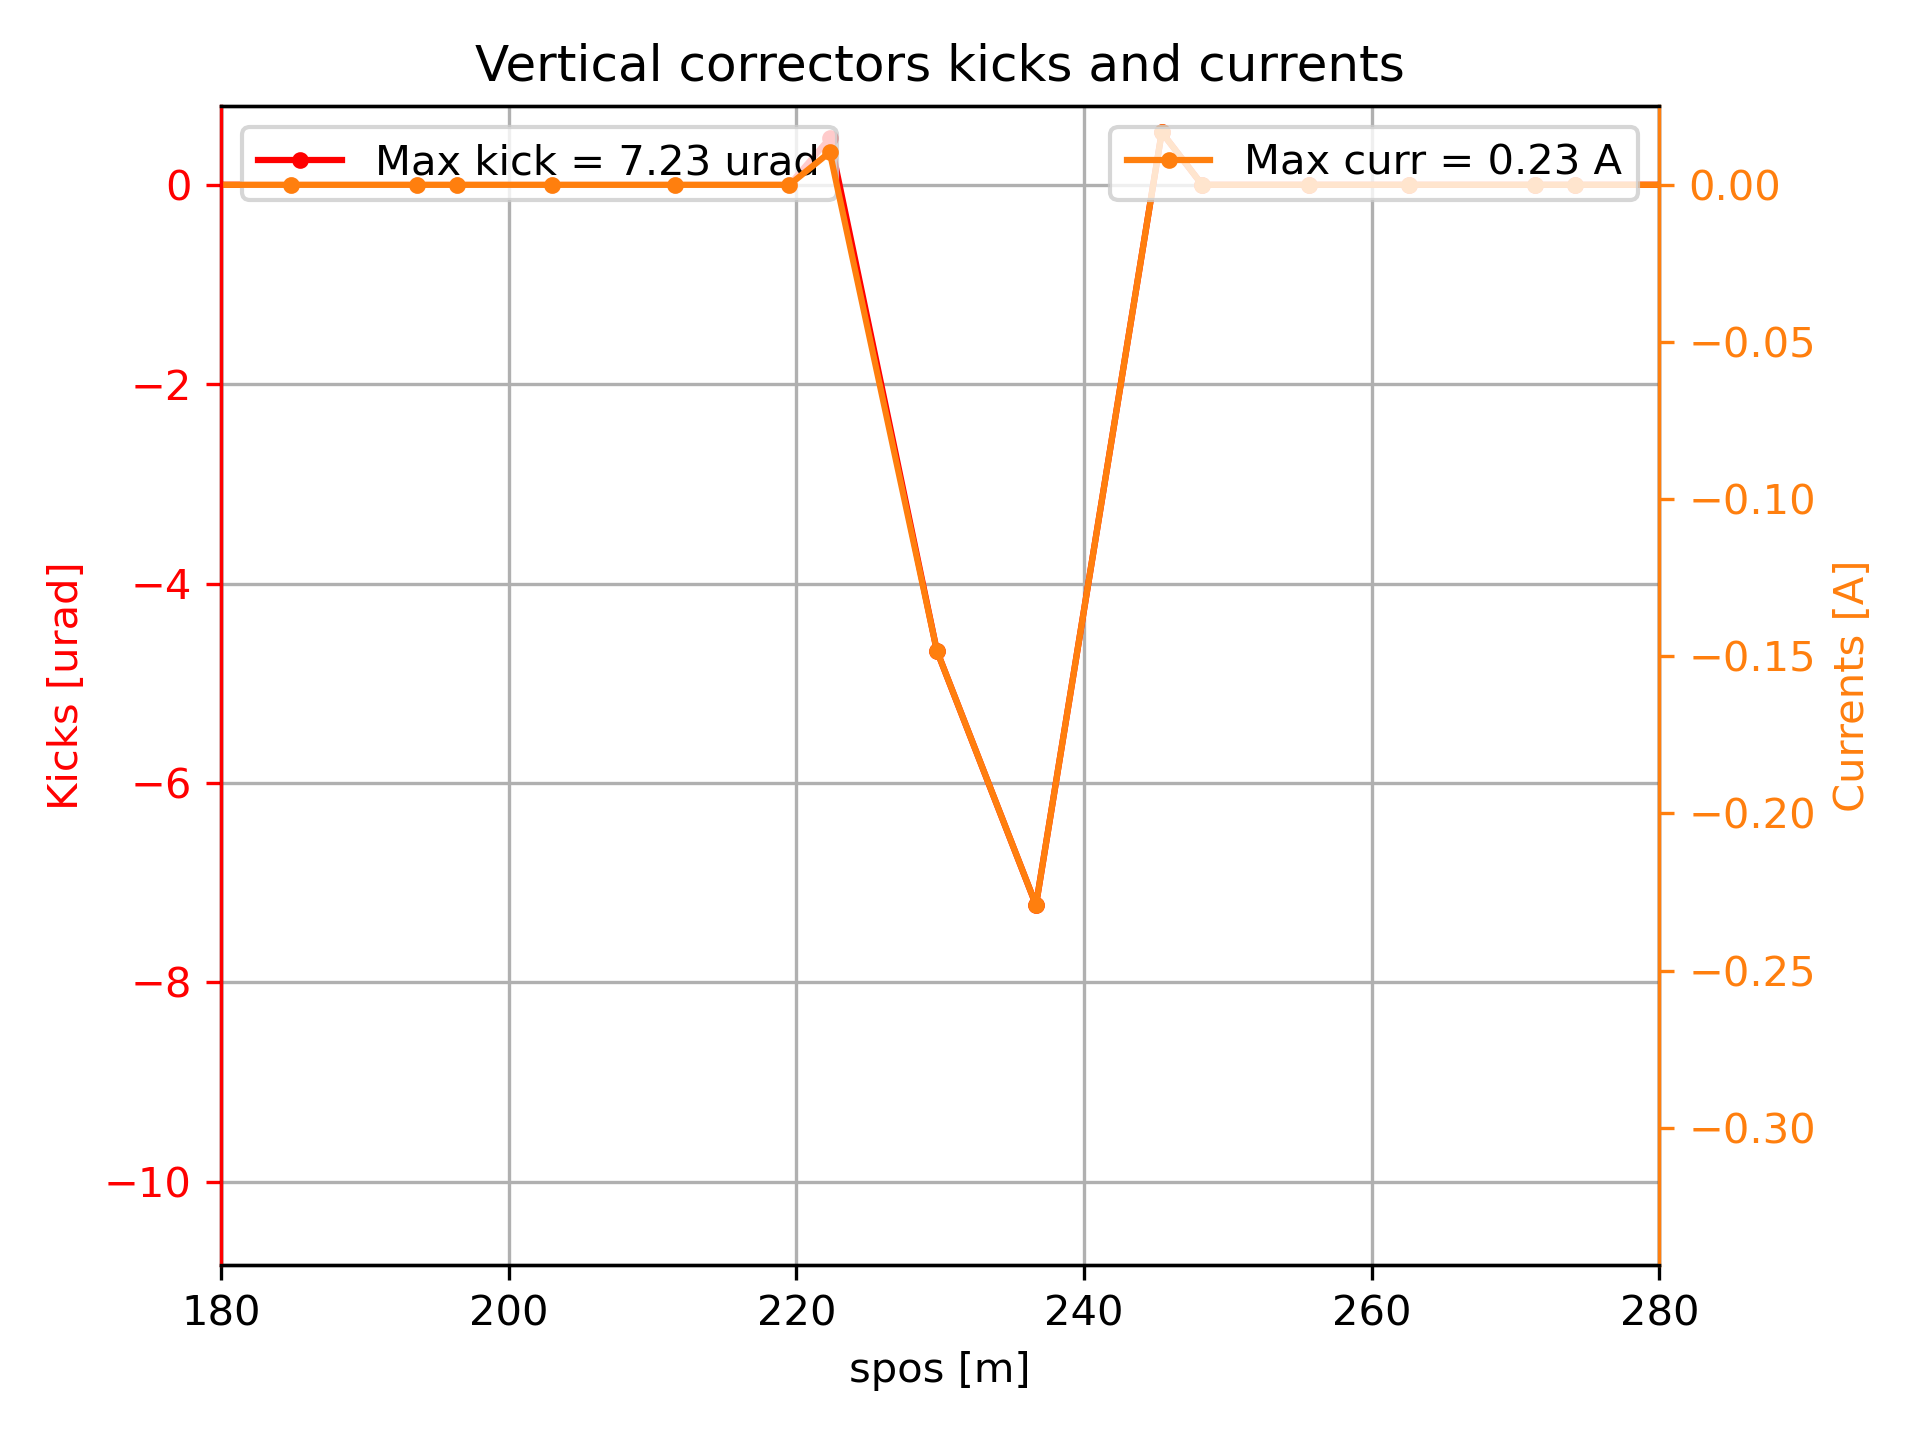 Vertical correctors kicks and currents
Max kick = 7.23 urad
Max curr = 0.23 A
0
−2
−4
−6
−8
−10
Kicks [urad]
0.00
−0.05
−0.10
−0.15
−0.20
−0.25
−0.30
Currents [A]
180 200 220 240 260 280
spos [m]